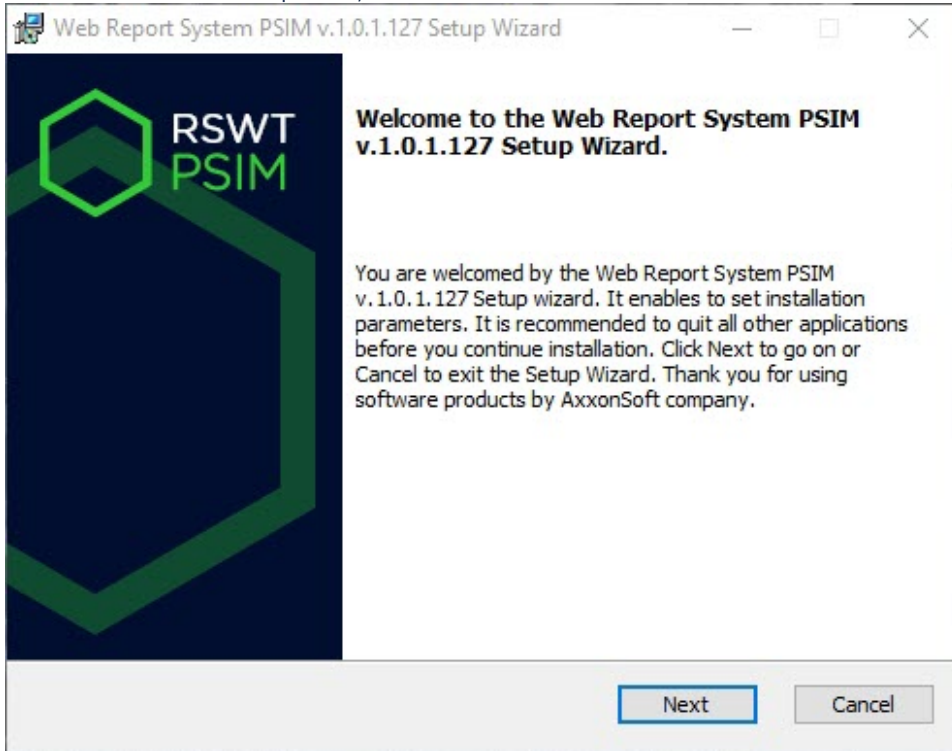 Web Report System PSIM v.1.0.1.127 Setup Wizard
RSWT
PSIM
Welcome to the Web Report System PSIM
v.1.0.1.127 Setup Wizard.
You are welcomed by the Web Report System PSIM
v.1.0.1.127 Setup wizard. It enables to set installation
parameters. It is recommended to quit all other applications
before you continue installation. Click Next to go on or
Cancel to exit the Setup Wizard. Thank you for using
software products by AxxonSoft company.
Next
Cancel